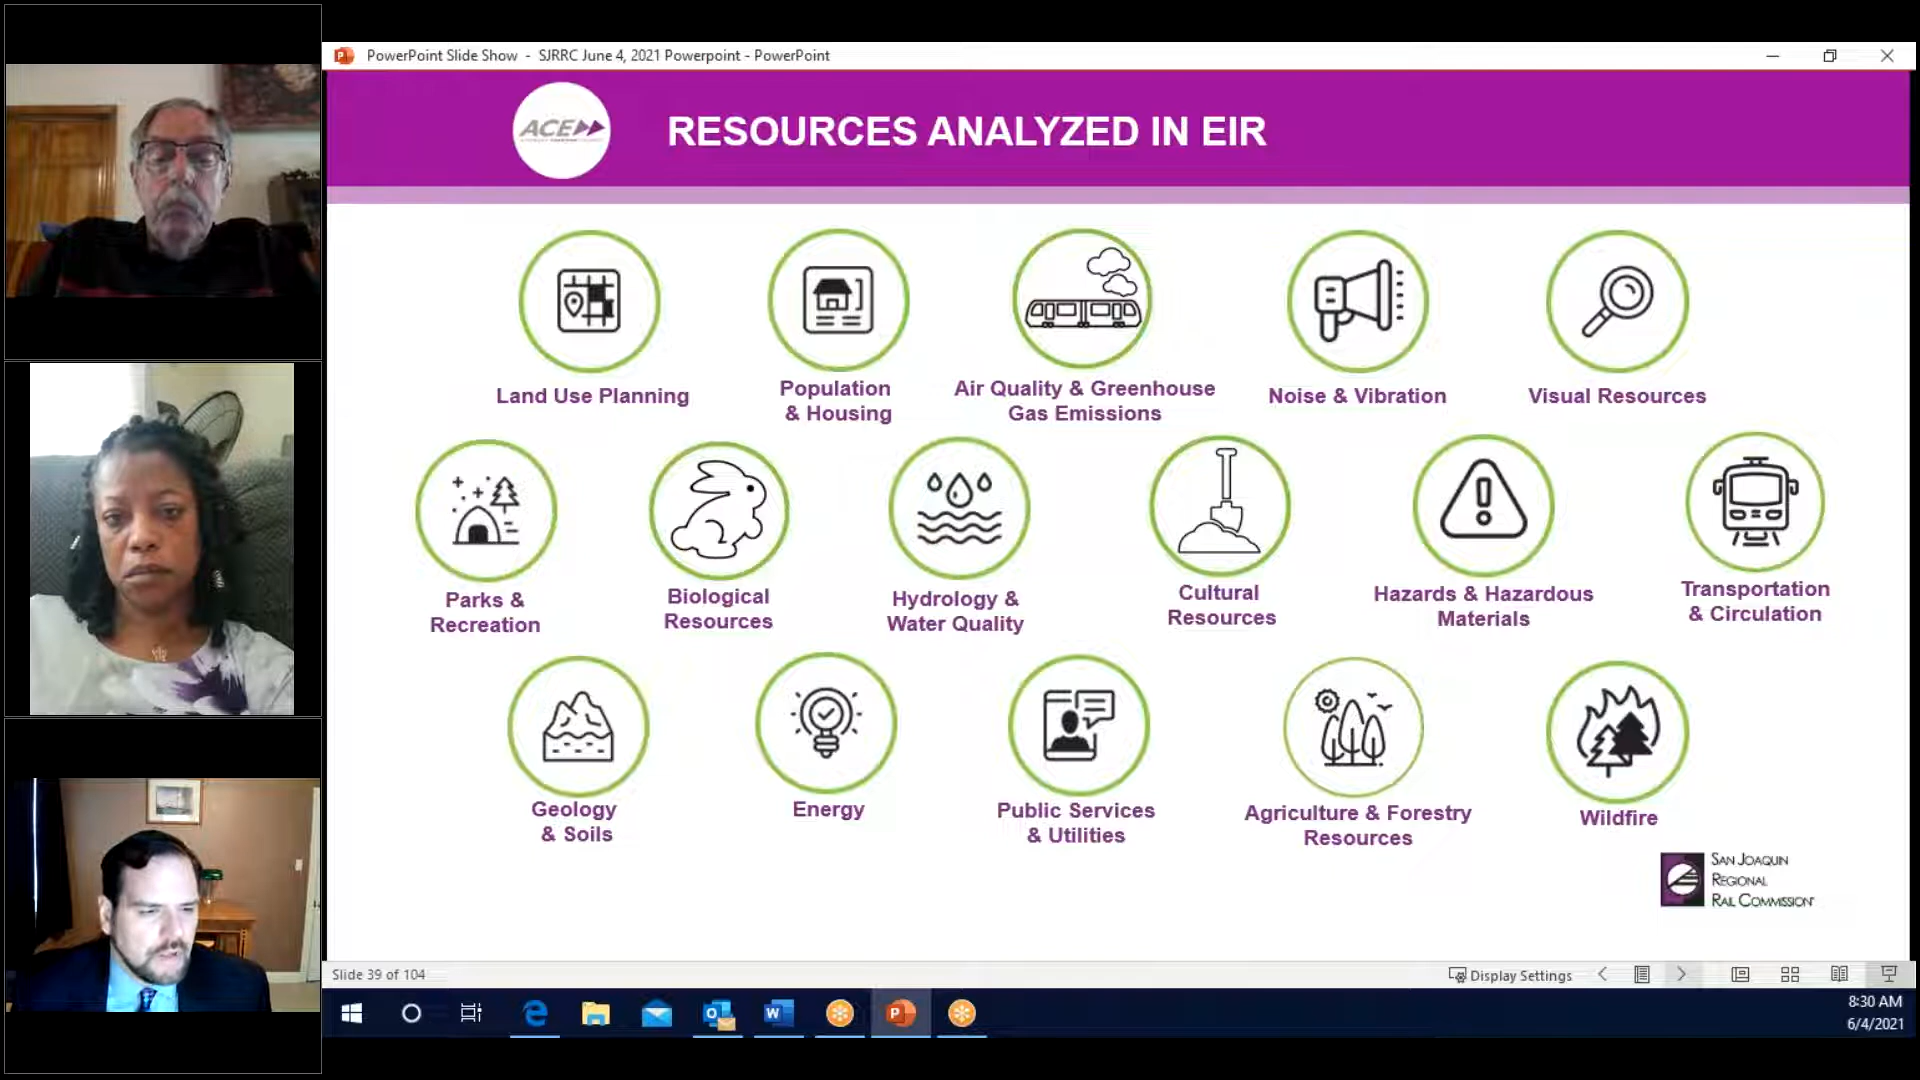 PowerPoint Slide Show - SJRRC June 4, 2021 Powerpoint - PowerPoint
ACE
RESOURCES ANALYZED IN EIR
Land Use Planning
Population
& Housing
Air Quality & Greenhouse
Gas Emissions
Noise & Vibration
Visual Resources
Parks &
Recreation
Biological
Resources
Hydrology &
Water Quality
Cultural
Resources
Hazards & Hazardous
Materials
Transportation
& Circulation
Geology
& Soils
Energy
Public Services
& Utilities
Agriculture & Forestry
Resources
Wildfire
SAN JOAQUIN
REGIONAL
RAIL COMMISSION
Slide 39 of 104
Display Settings
8:30 AM
6/4/2021